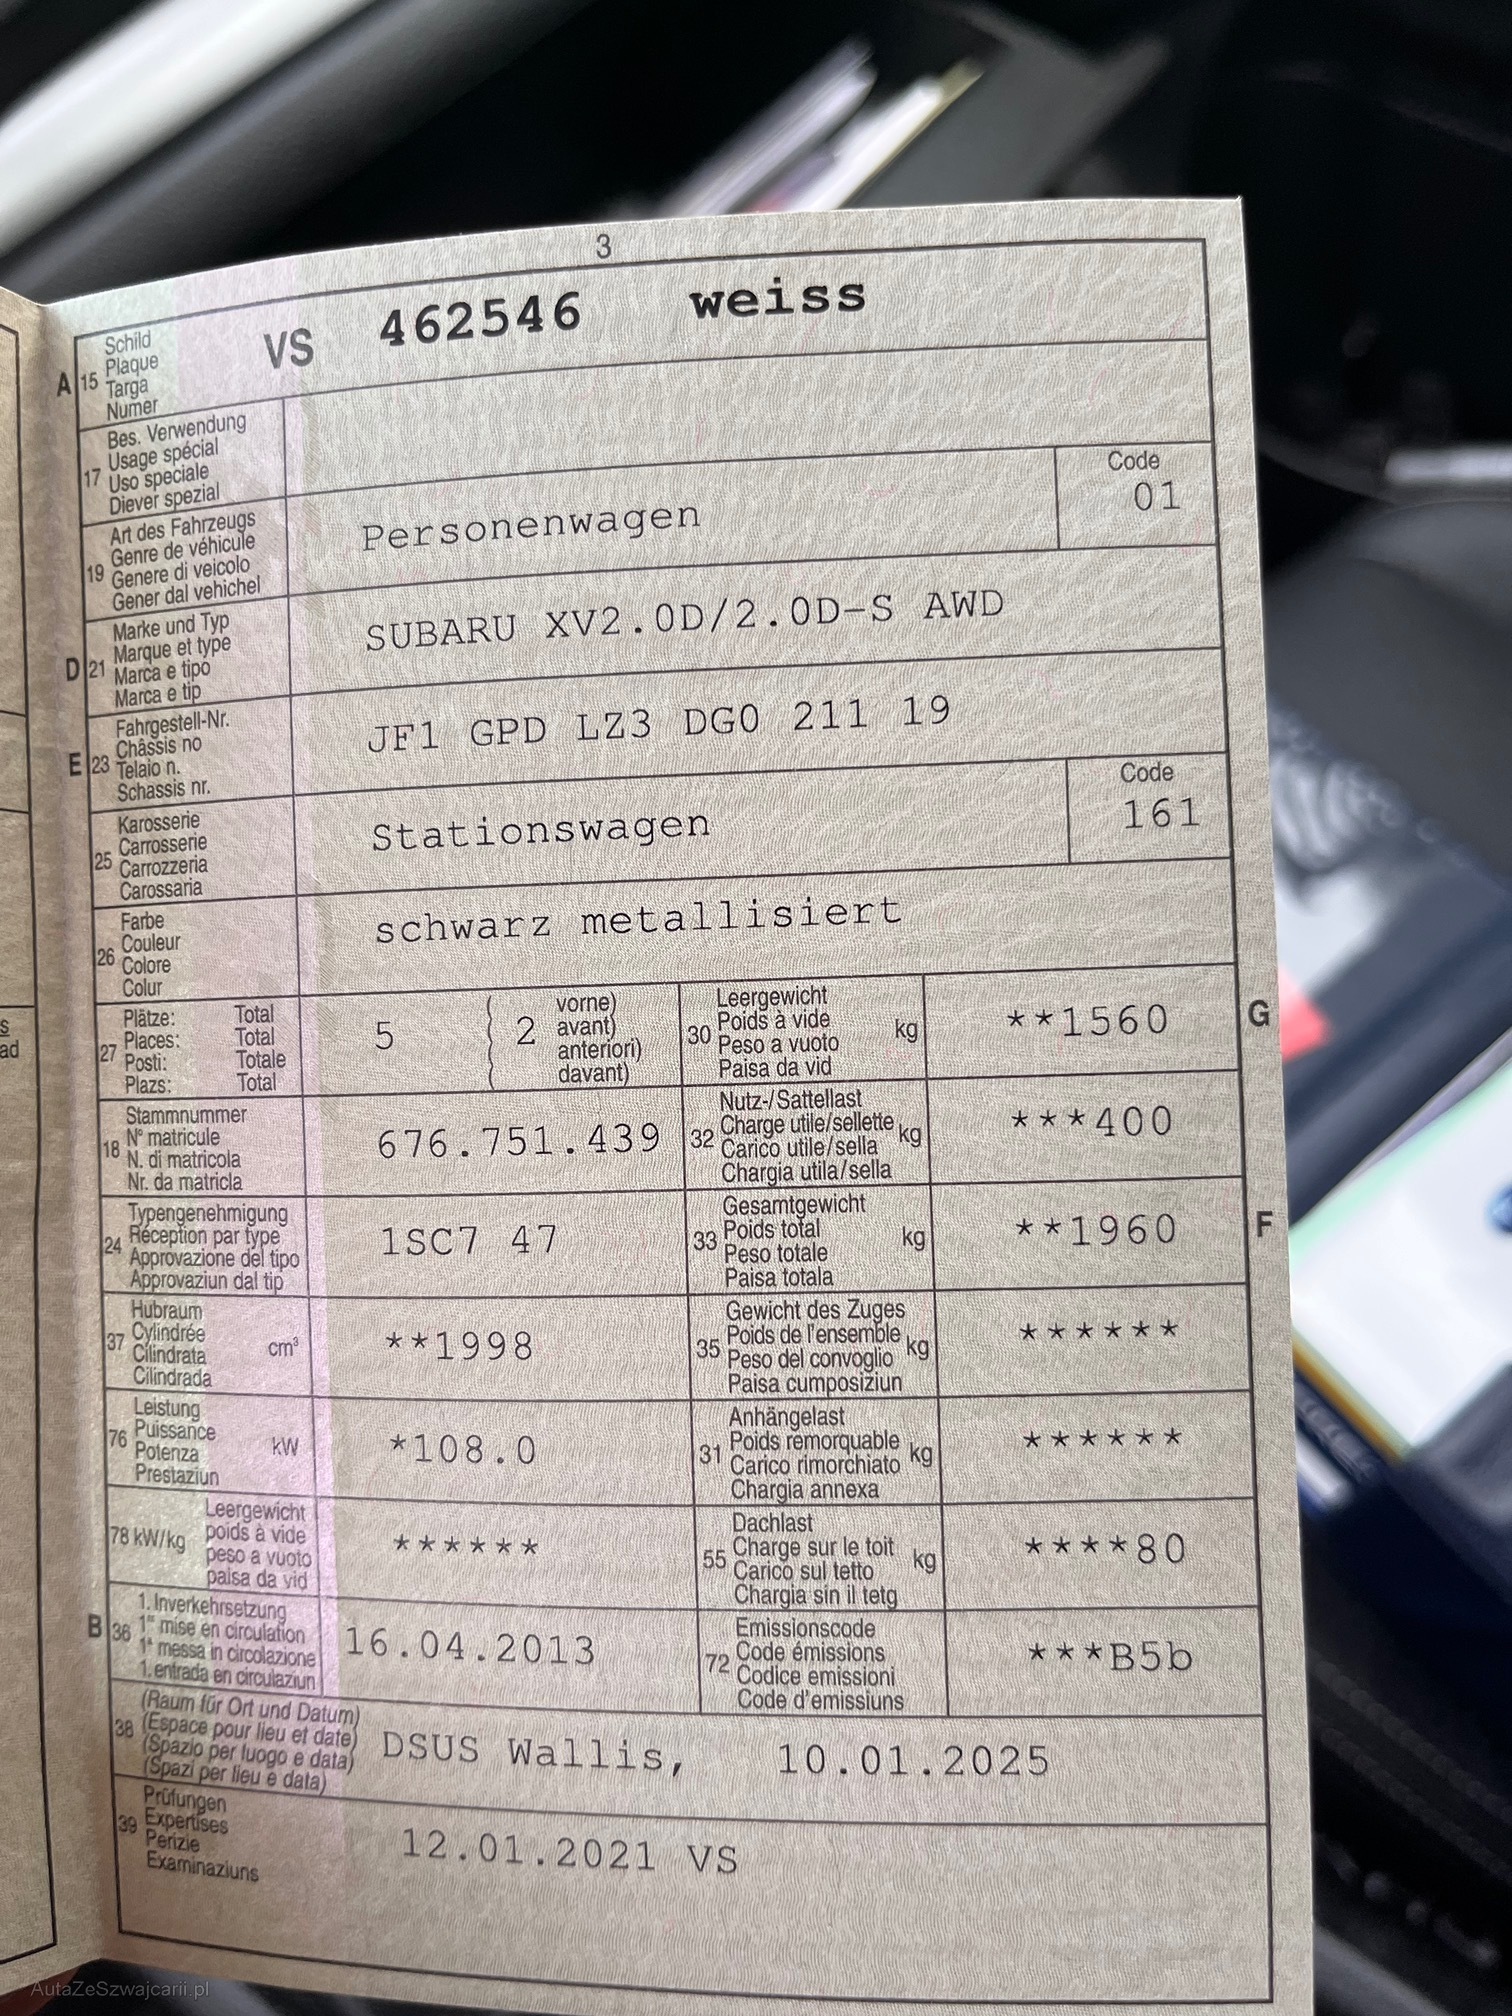 3
A 15 Schild
Plaque
Targa
Numer
VS 462546 weiss
17 Bes. Verwendung
Usage spécial
Uso speciale
Diever spezial
19 Art des Fahrzeugs
Genre de véhicule
Genere di veicolo
Gener dal vehichel
Personenwagen
Code
01
D 21 Marke und Typ
Marque et type
Marca e tipo
Marca e tip
SUBARU XV2.0D/2.0D-S AWD
E 23 Fahrgestell-Nr.
Châssis no
Telaio n.
Schassis nr.
JF1 GPD LZ3 DG0 211 19
25 Karosserie
Carrosserie
Carrozzeria
Carossaria
Stationswagen
Code
161
26 Farbe
Couleur
Colore
Colur
schwarz metallisiert
27 Plätze: Total
Places: Total
Posti: Totale
Plazs: Total
5 ( 2 vorne)
avant)
anteriori)
davant)
30 Leergewicht
Poids à vide
Peso a vuoto
Paisa da vid
kg
**1560
G
18 Stammnummer
N° matricule
N. di matricola
Nr. da matricla
676.751.439
32 Nutz-/Sattellast
Charge utile/sellette
Carico utile/sella
Chargia utila/sella
kg
***400
24 Typengenehmigung
Réception par type
Approvazione del tipo
Approvaziun dal tip
1SC7 47
33 Gesamtgewicht
Poids total
Peso totale
Paisa totala
kg
**1960
F
37 Hubraum
Cylindrée
Cilindrata
Cilindrada
cm³
**1998
35 Gewicht des Zuges
Poids de l'ensemble
Peso del convoglio
Paisa cumposiziun
kg
******
76 Leistung
Puissance
Potenza
Prestaziun
kW
*108.0
31 Anhängelast
Poids remorquable
Carico rimorchiato
Chargia annexa
kg
******
78 kW/kg Leergewicht
poids à vide
peso a vuoto
paisa da vid
******
55 Dachlast
Charge sur le toit
Carico sul tetto
Chargia sin il tetg
kg
****80
B 36 1. Inverkehrsetzung
1re mise en circulation
1a messa in circolazione
1. entrada en circulaziun
16.04.2013
72 Emissionscode
Code émissions
Codice emissioni
Code d'emissiuns
***B5b
38 (Raum für Ort und Datum)
(Espace pour lieu et date)
(Spazio per luogo e data)
(Spazi per lieu e data)
DSUS Wallis, 10.01.2025
39 Prüfungen
Expertises
Perizie
Examinaziuns
12.01.2021 VS
s
ad
AutaZeSzwajcarii.pl